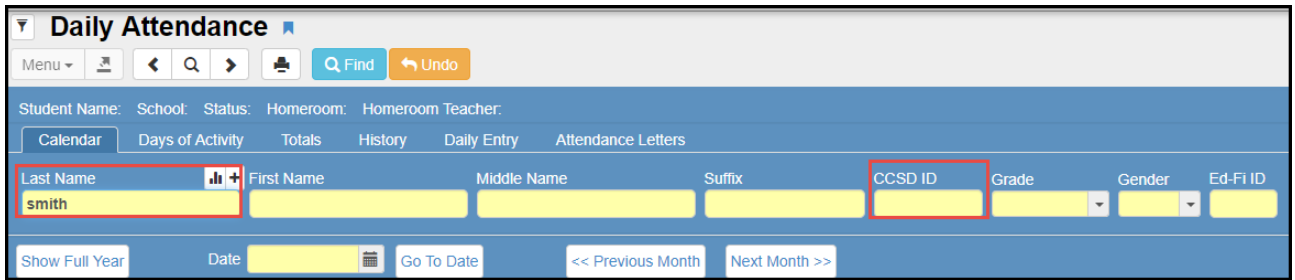 Daily Attendance
Menu Find Undo
Student Name: School: Status: Homeroom: Homeroom Teacher:
Calendar Days of Activity Totals History Daily Entry Attendance Letters
Last Name + First Name Middle Name Suffix CCSD ID Grade Gender Ed-Fi ID
smith
Show Full Year Date Go To Date << Previous Month Next Month >>